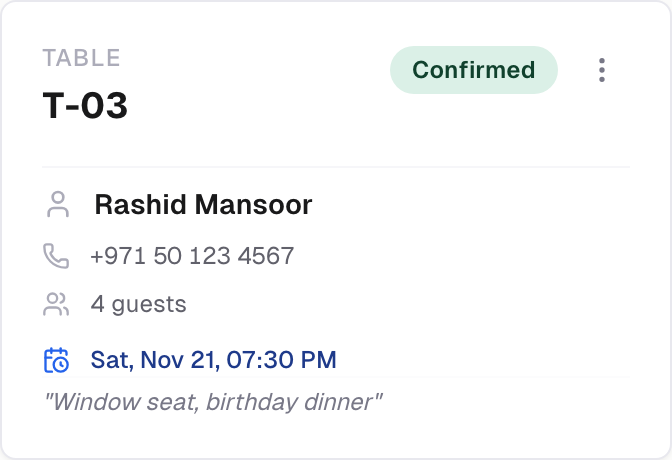 TABLE
Confirmed
T-03
Rashid Mansoor
+971 50 123 4567
4 guests
Sat, Nov 21, 07:30 PM
"Window seat, birthday dinner"